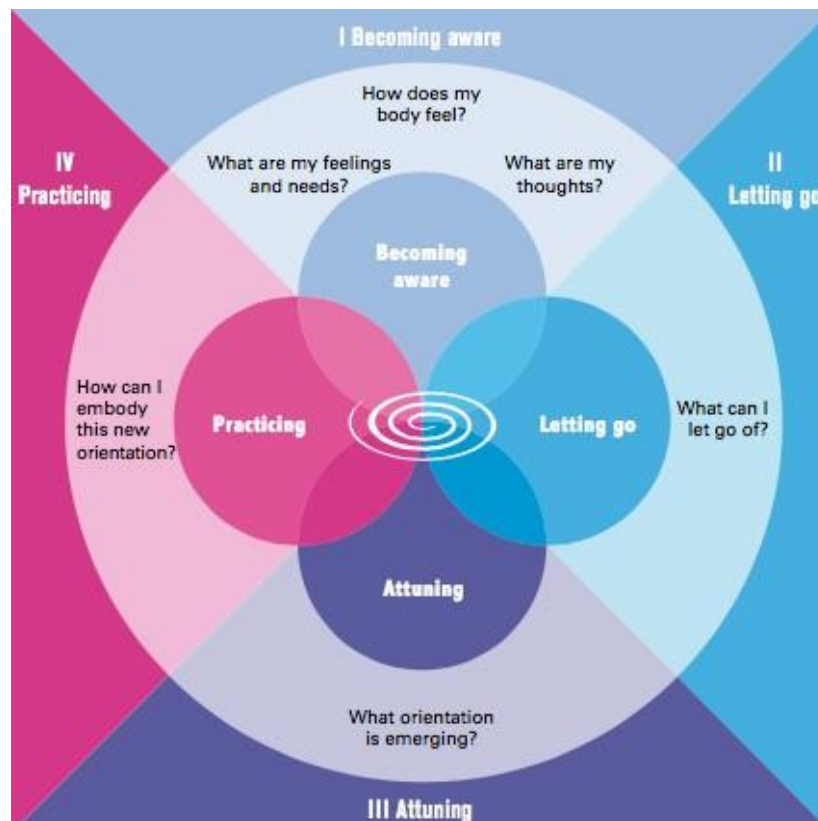 I Becoming aware
How does my
body feel?
What are my feelings
and needs?
What are my
thoughts?
IV
Practicing
II
Letting go
Becoming
aware
How can I
embody
this new
orientation?
Practicing
Letting go
What can I
let go of?
Attuning
What orientation
is emerging?
III Attuning